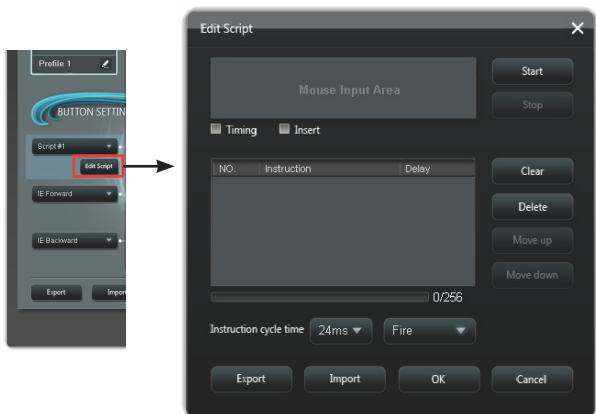 Profile 1
BUTTON SETTIN
Script #1
Edit Script
IE Forward
IE Backward
Export Import
Edit Script
Mouse Input Area
Start
Stop
Timing Insert
NO. Instruction Delay
Clear
Delete
Move up
Move down
0/256
Instruction cycle time 24ms Fire
Export Import OK Cancel